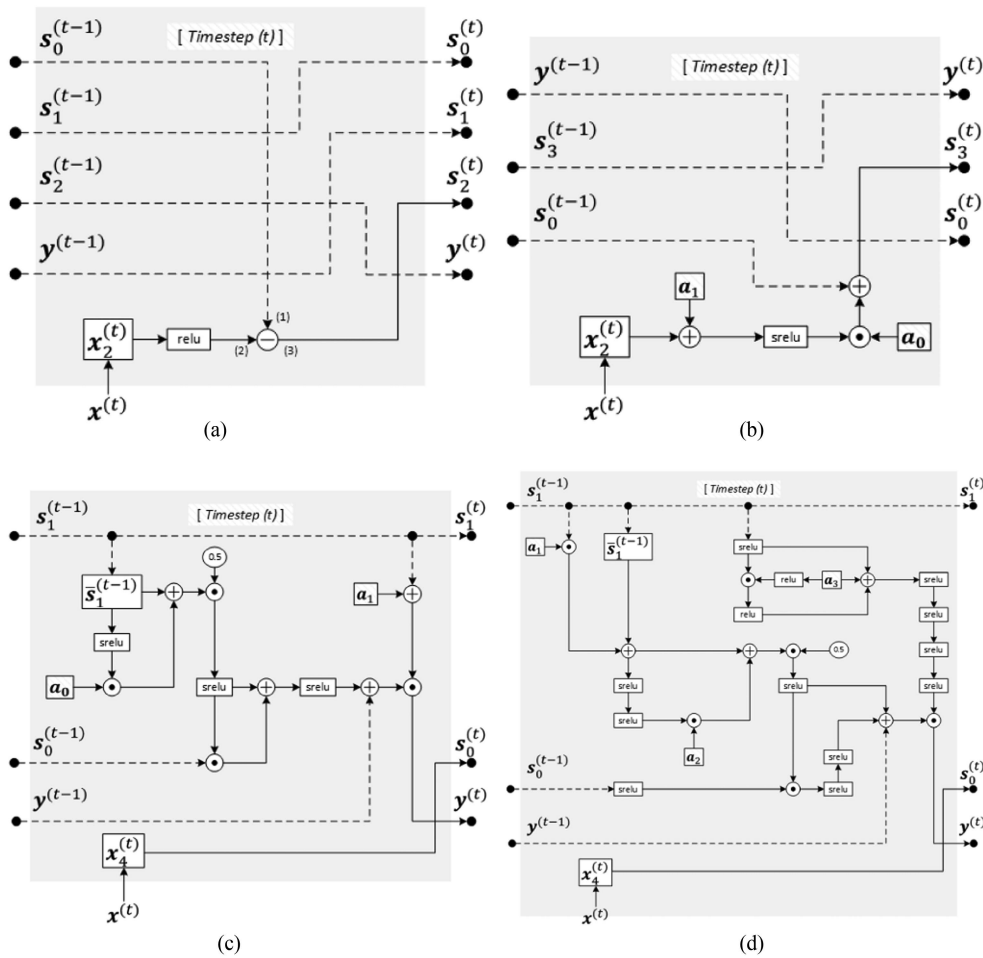 s_0^(t−1) [ Timestep (t) ] s_0^(t)
s_1^(t−1) s_1^(t)
s_2^(t−1) s_2^(t)
y^(t−1) y^(t)
(1)
x_2^(t) relu (2) − (3)
x^(t)
(a)
y^(t−1) [ Timestep (t) ] y^(t)
s_3^(t−1) s_3^(t)
s_0^(t−1) s_0^(t)
a_1 +
x_2^(t) + srelu a_0
x^(t)
(b)
s_1^(t−1) [ Timestep (t) ] s_1^(t)
0.5
s̄_1^(t−1) + a_1 +
srelu
a_0 srelu + srelu +
s_0^(t−1) s_0^(t)
y^(t−1) y^(t)
x_4^(t)
x^(t)
(c)
s_1^(t−1) [ Timestep (t) ] s_1^(t)
a_1 s̄_1^(t−1) srelu
relu a_3 + srelu
relu srelu
+ + 0.5 srelu
srelu srelu srelu
srelu +
a_2 srelu
s_0^(t−1) srelu srelu s_0^(t)
y^(t−1) y^(t)
x_4^(t)
x^(t)
(d)